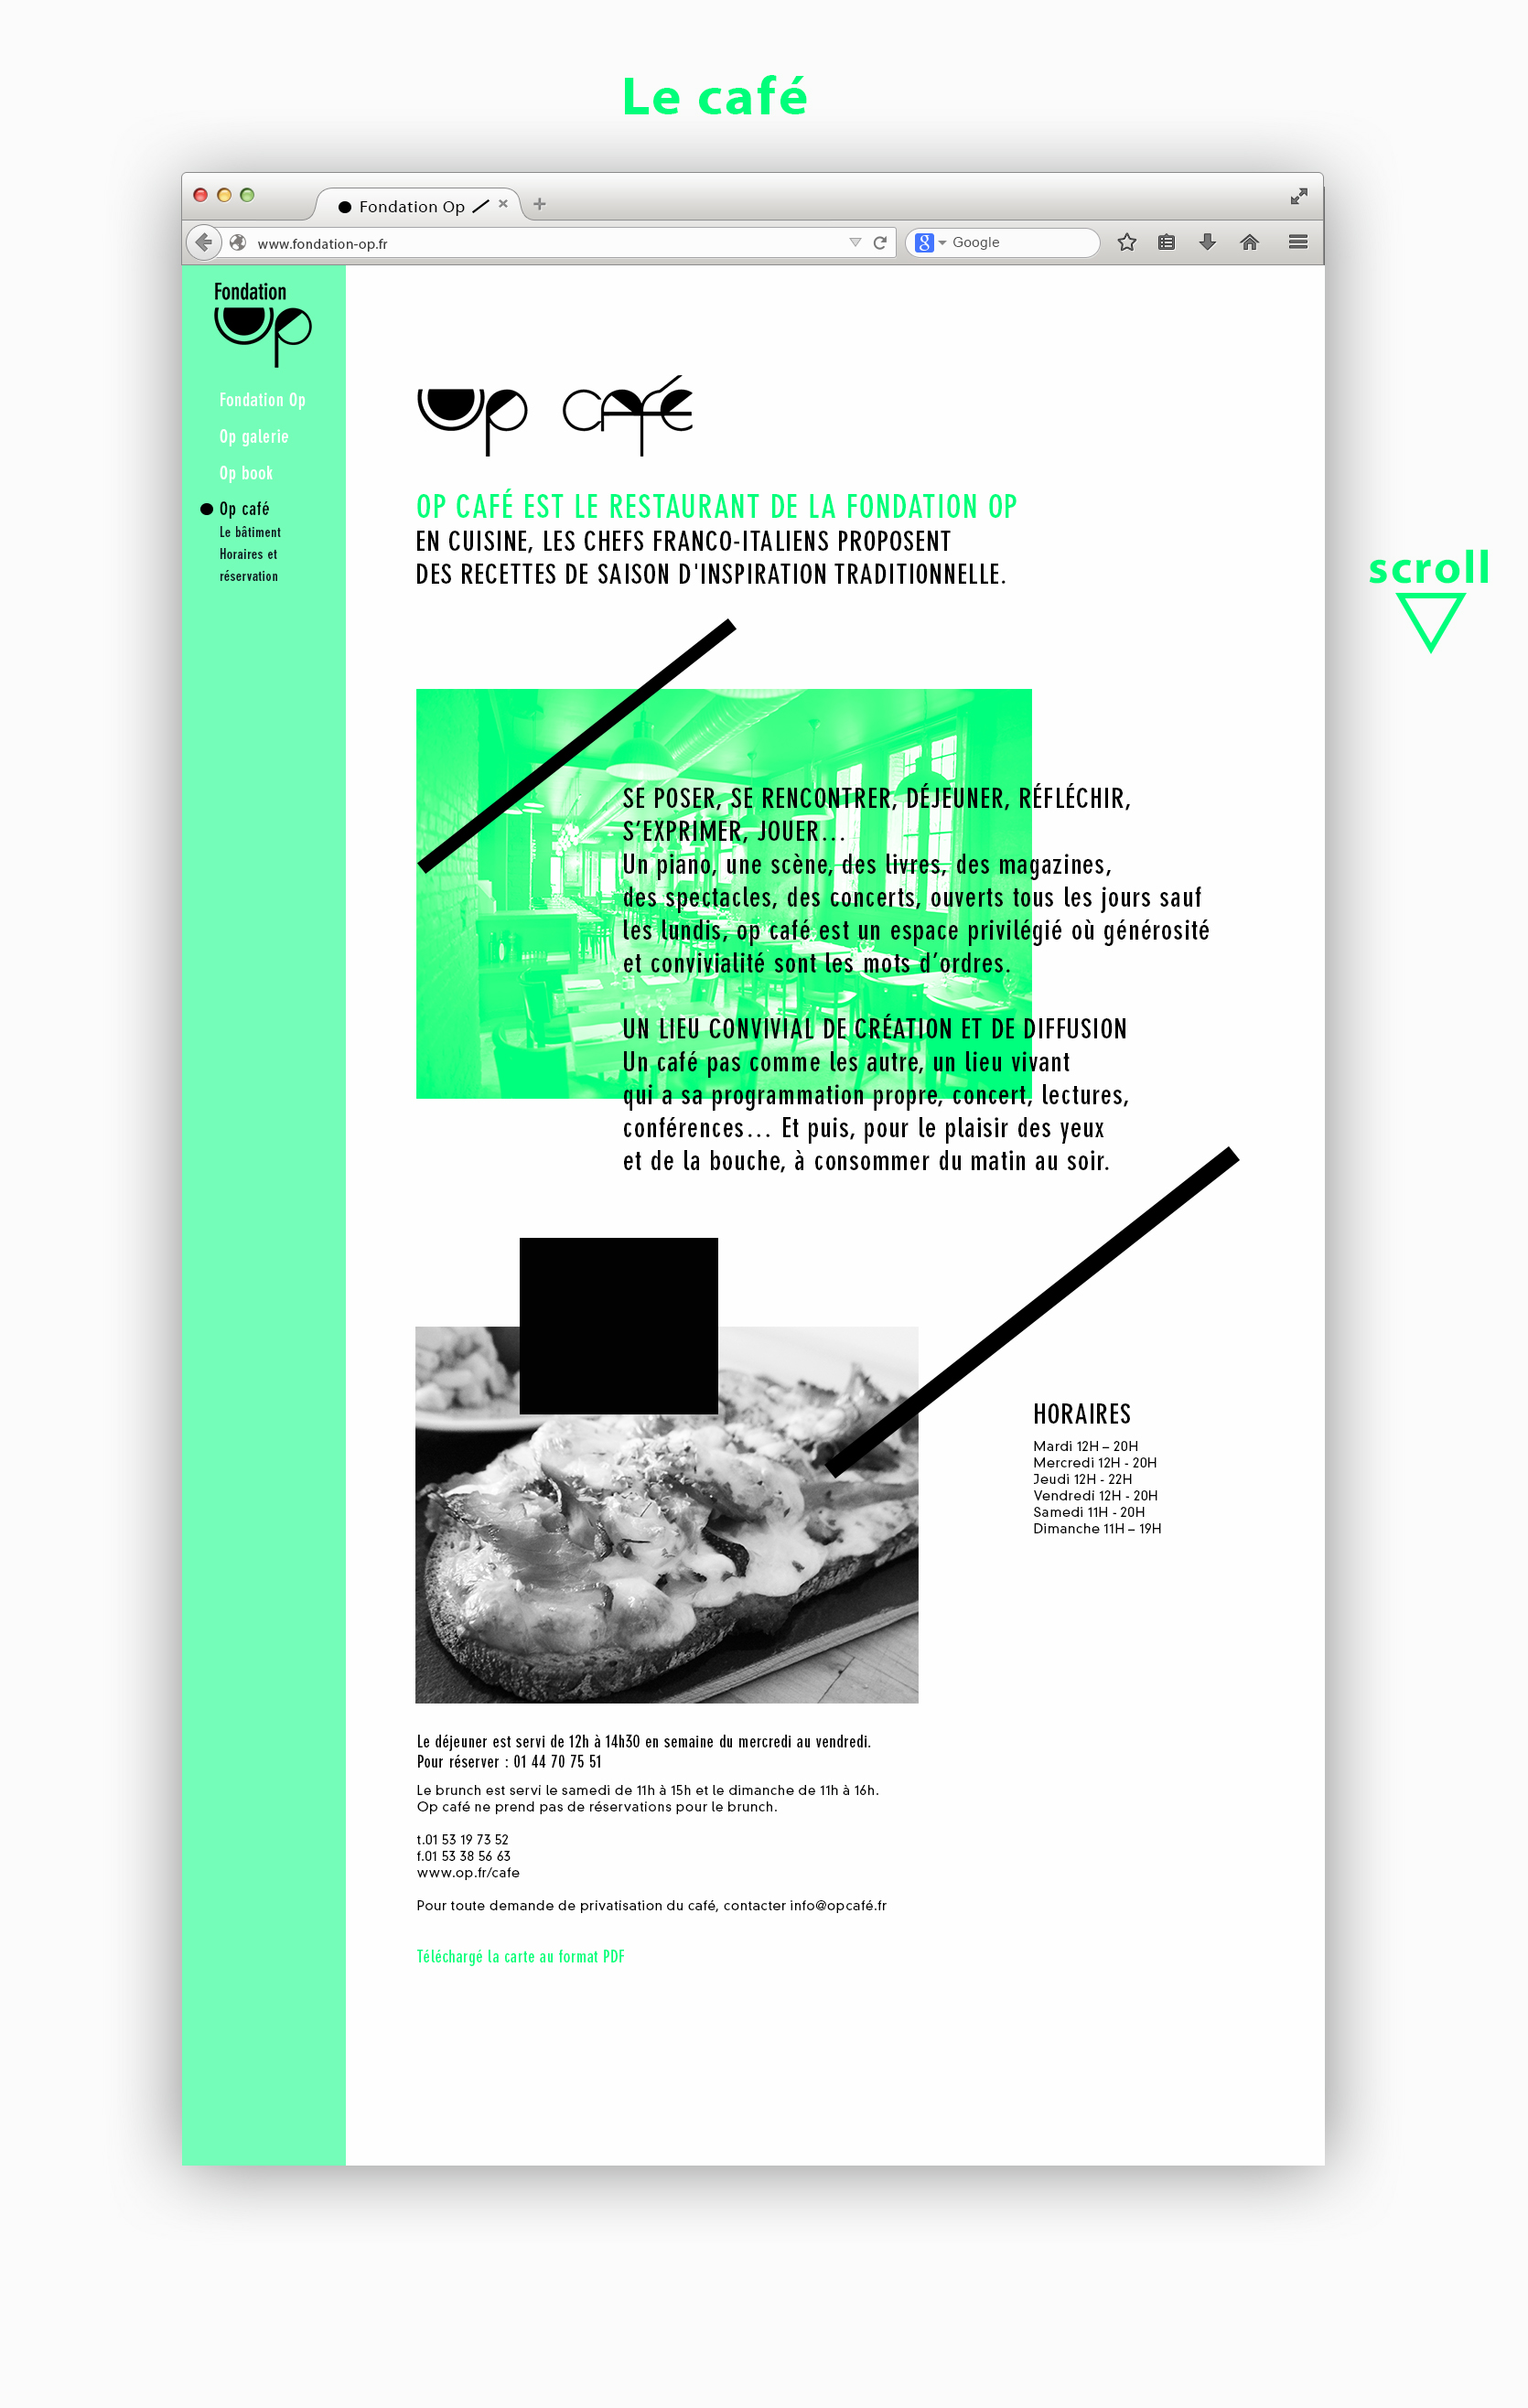 Le café
Fondation Op
www.fondation-op.fr
Google
Fondation
Op
Fondation Op
Op galerie
Op book
Op café
Le bâtiment
Horaires et
réservation
Op café
OP CAFÉ EST LE RESTAURANT DE LA FONDATION OP
EN CUISINE, LES CHEFS FRANCO-ITALIENS PROPOSENT
DES RECETTES DE SAISON D'INSPIRATION TRADITIONNELLE.
scroll
SE POSER, SE RENCONTRER, DÉJEUNER, RÉFLÉCHIR,
S’EXPRIMER, JOUER...
Un piano, une scène, des livres, des magazines,
des spectacles, des concerts, ouverts tous les jours sauf
les lundis, op café est un espace privilégié où générosité
et convivialité sont les mots d’ordres.
UN LIEU CONVIVIAL DE CRÉATION ET DE DIFFUSION
Un café pas comme les autre, un lieu vivant
qui a sa programmation propre, concert, lectures,
conférences... Et puis, pour le plaisir des yeux
et de la bouche, à consommer du matin au soir.
HORAIRES
Mardi 12H – 20H
Mercredi 12H - 20H
Jeudi 12H - 22H
Vendredi 12H - 20H
Samedi 11H - 20H
Dimanche 11H – 19H
Le déjeuner est servi de 12h à 14h30 en semaine du mercredi au vendredi.
Pour réserver : 01 44 70 75 51
Le brunch est servi le samedi de 11h à 15h et le dimanche de 11h à 16h.
Op café ne prend pas de réservations pour le brunch.
t.01 53 19 73 52
f.01 53 38 56 63
www.op.fr/cafe
Pour toute demande de privatisation du café, contacter info@opcafé.fr
Téléchargé la carte au format PDF